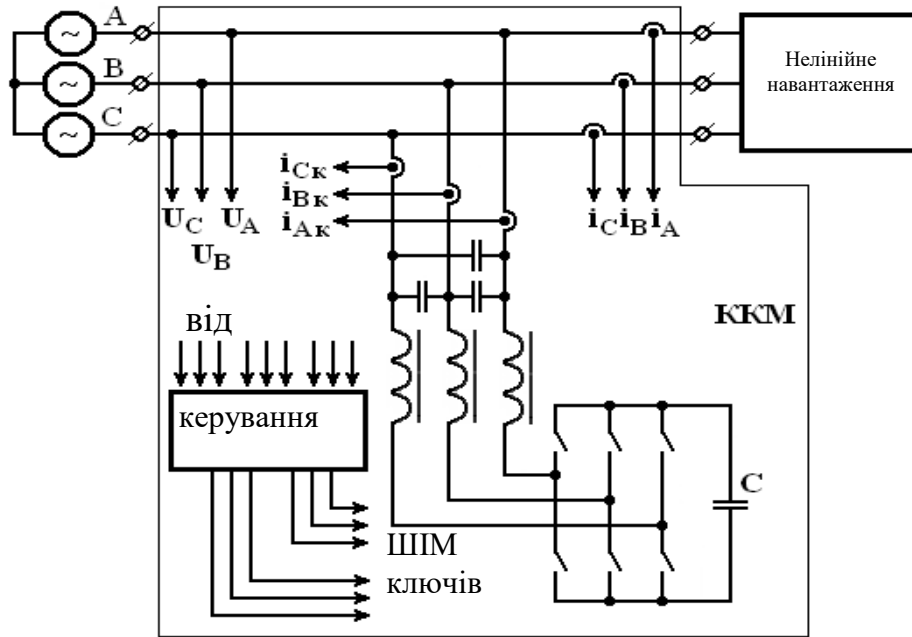 A
B
C
~
~
~
Нелінійне
навантаження
iCк
iBк
iAк
UC
UB
UA
iC iB iA
ККМ
від
керування
C
ШІМ
ключів